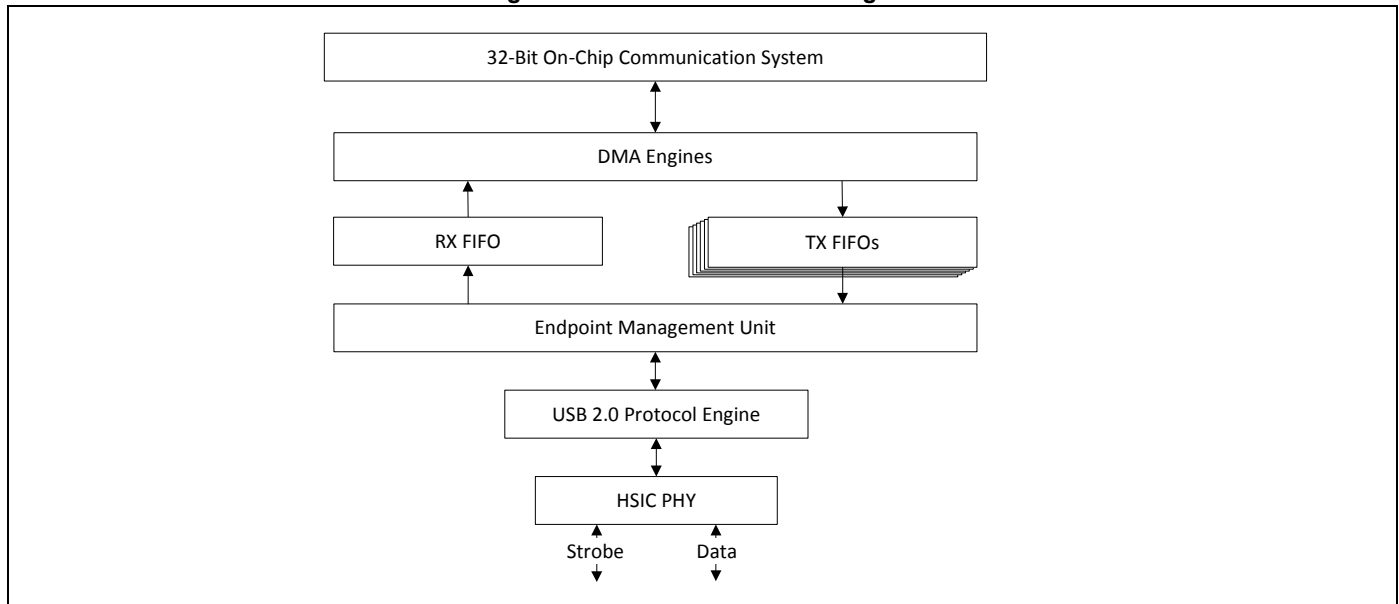 32-Bit On-Chip Communication System
DMA Engines
RX FIFO
TX FIFOs
Endpoint Management Unit
USB 2.0 Protocol Engine
HSIC PHY
Strobe
Data